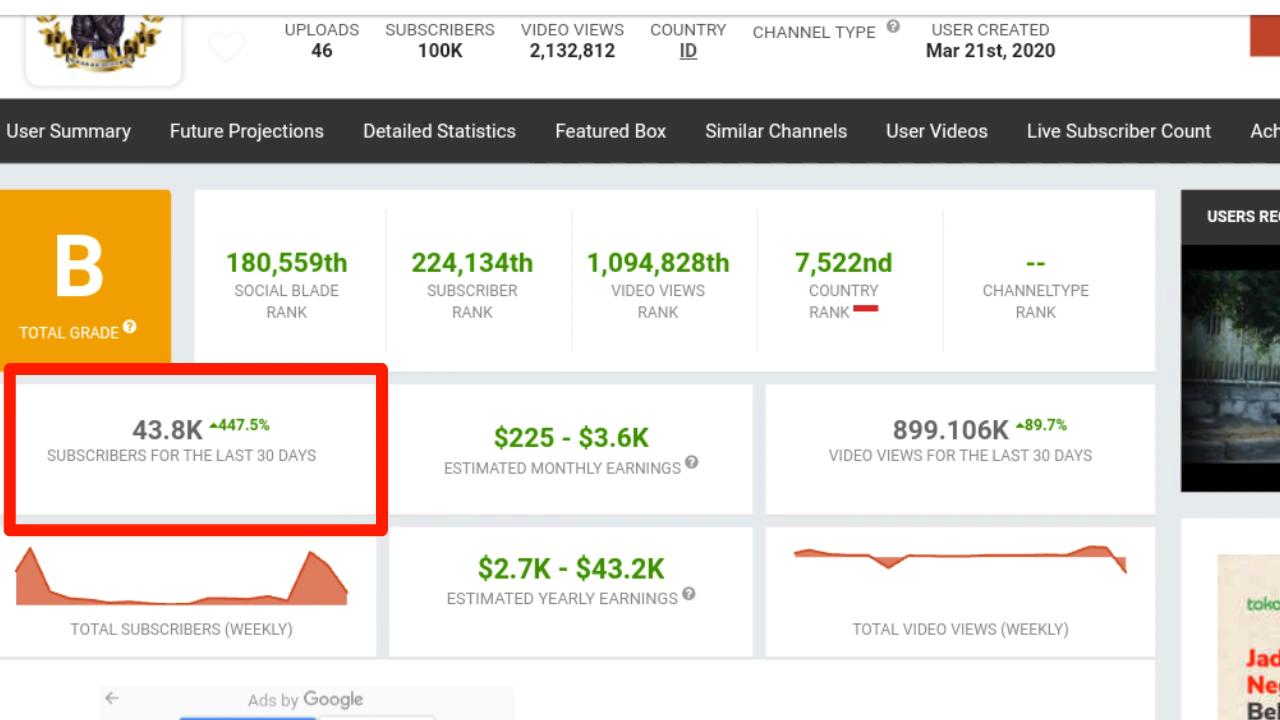 UPLOADS
46
SUBSCRIBERS
100K
VIDEO VIEWS
2,132,812
COUNTRY
ID
CHANNEL TYPE ?
USER CREATED
Mar 21st, 2020
User Summary
Future Projections
Detailed Statistics
Featured Box
Similar Channels
User Videos
Live Subscriber Count
Ach
B
TOTAL GRADE ?
180,559th
SOCIAL BLADE
RANK
224,134th
SUBSCRIBER
RANK
1,094,828th
VIDEO VIEWS
RANK
7,522nd
COUNTRY
RANK
--
CHANNELTYPE
RANK
USERS RE
43.8K 447.5%
SUBSCRIBERS FOR THE LAST 30 DAYS
$225 - $3.6K
ESTIMATED MONTHLY EARNINGS ?
899.106K 89.7%
VIDEO VIEWS FOR THE LAST 30 DAYS
TOTAL SUBSCRIBERS (WEEKLY)
$2.7K - $43.2K
ESTIMATED YEARLY EARNINGS ?
TOTAL VIDEO VIEWS (WEEKLY)
toko
Jad
Ne
Be
Ads by Google